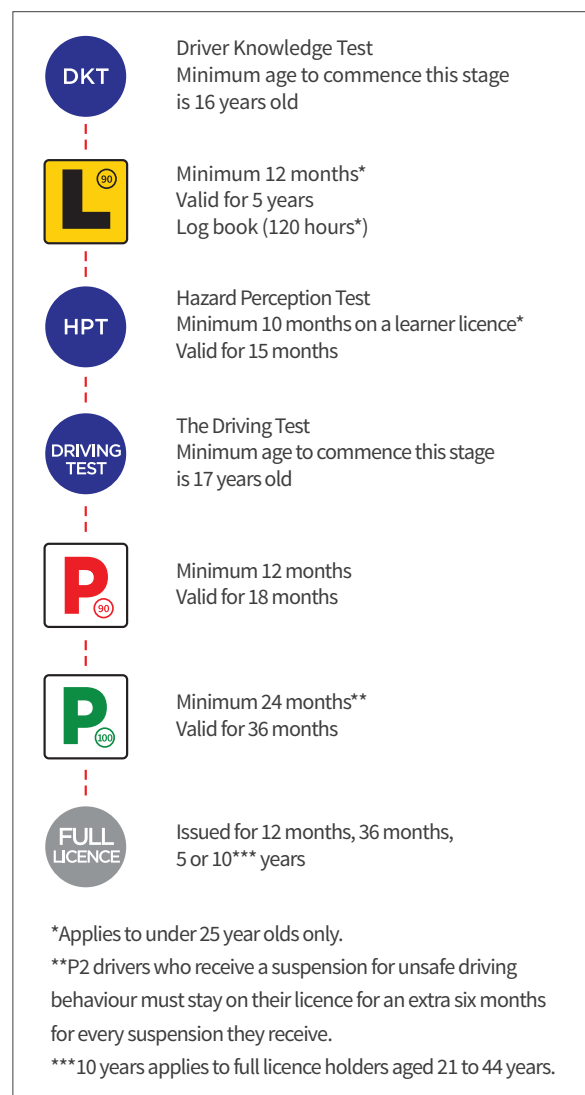 DKT
Driver Knowledge Test
Minimum age to commence this stage
is 16 years old
L 90
Minimum 12 months*
Valid for 5 years
Log book (120 hours*)
HPT
Hazard Perception Test
Minimum 10 months on a learner licence*
Valid for 15 months
DRIVING
TEST
The Driving Test
Minimum age to commence this stage
is 17 years old
P 90
Minimum 12 months
Valid for 18 months
P 100
Minimum 24 months**
Valid for 36 months
FULL
LICENCE
Issued for 12 months, 36 months,
5 or 10*** years
*Applies to under 25 year olds only.
**P2 drivers who receive a suspension for unsafe driving
behaviour must stay on their licence for an extra six months
for every suspension they receive.
***10 years applies to full licence holders aged 21 to 44 years.